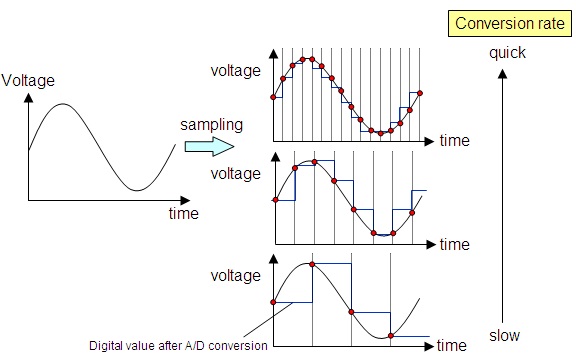 Conversion rate
quick
Voltage
time
sampling
voltage
time
voltage
time
voltage
time
Digital value after A/D conversion
slow